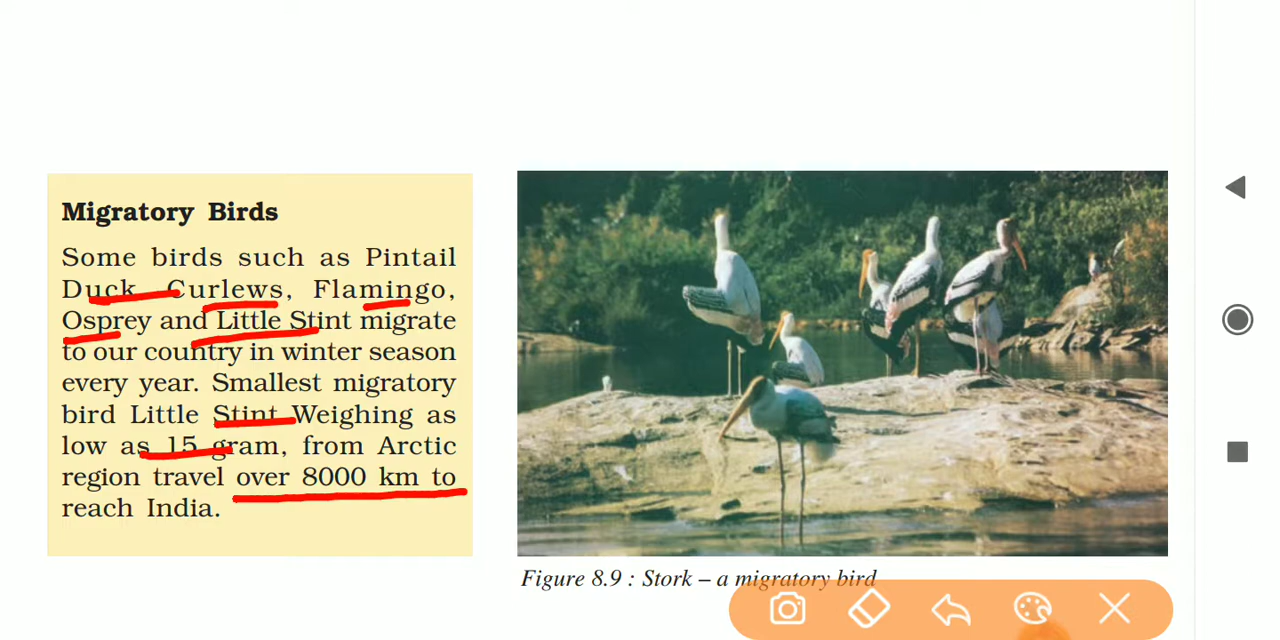 Migratory Birds
Some birds such as Pintail
Duck Curlews, Flamingo,
Osprey and Little Stint migrate
to our country in winter season
every year. Smallest migratory
bird Little Stint Weighing as
low as 15 gram, from Arctic
region travel over 8000 km to
reach India.
Figure 8.9 : Stork – a migratory bird